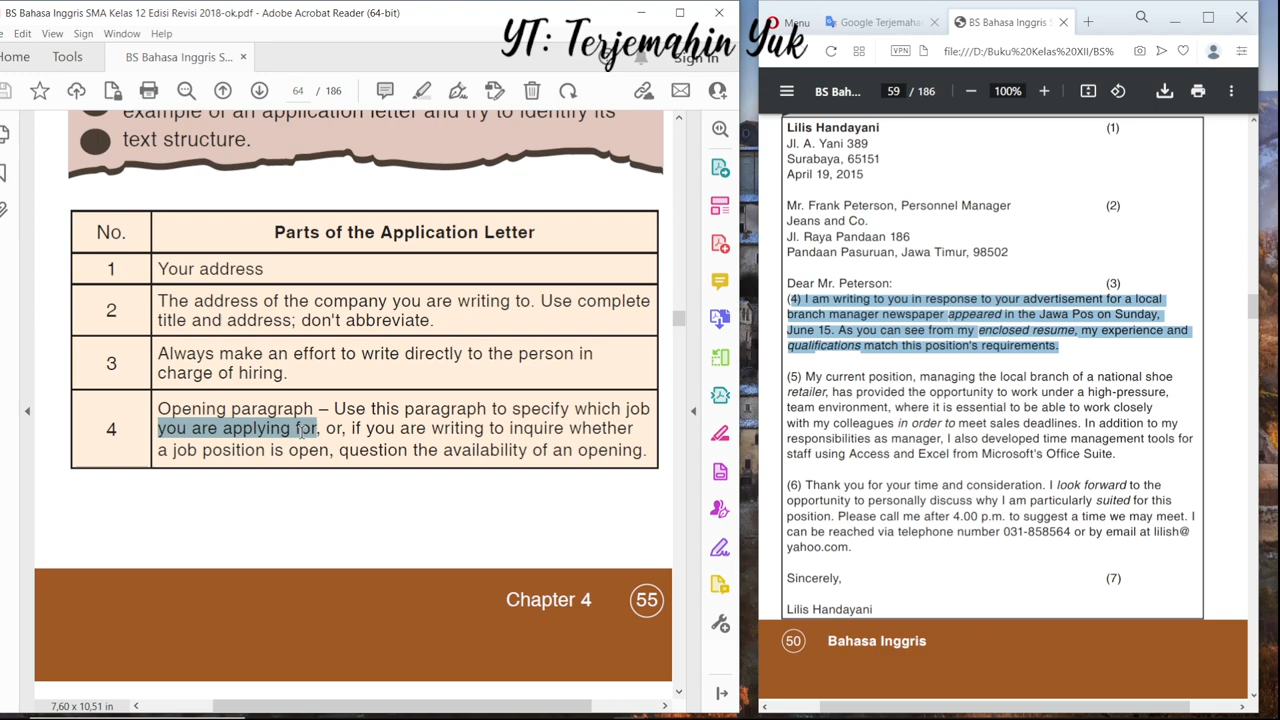 BS Bahasa Inggris SMA Kelas 12 Edisi Revisi 2018-ok.pdf - Adobe Acrobat Reader (64-bit)
Edit View Sign Window Help
Tools
BS Bahasa Inggris S... ×
Sign In
64 / 186
YT: Terjemahin Yuk
example of an application letter and try to identify its
text structure.
No. Parts of the Application Letter
1 Your address
2 The address of the company you are writing to. Use complete
title and address; don't abbreviate.
3 Always make an effort to write directly to the person in
charge of hiring.
4 Opening paragraph – Use this paragraph to specify which job
you are applying for, or, if you are writing to inquire whether
a job position is open, question the availability of an opening.
Chapter 4 55
7,60 x 10,51 in
Menu
Google Terjemaha
BS Bahasa Inggris S
VPN
file:///D:/Buku%20Kelas%20XII/BS%
BS Bah... 59 / 186 100%
Lilis Handayani (1)
Jl. A. Yani 389
Surabaya, 65151
April 19, 2015
Mr. Frank Peterson, Personnel Manager (2)
Jeans and Co.
Jl. Raya Pandaan 186
Pandaan Pasuruan, Jawa Timur, 98502
Dear Mr. Peterson: (3)
(4) I am writing to you in response to your advertisement for a local
branch manager newspaper appeared in the Jawa Pos on Sunday,
June 15. As you can see from my enclosed resume, my experience and
qualifications match this position's requirements.
(5) My current position, managing the local branch of a national shoe
retailer, has provided the opportunity to work under a high-pressure,
team environment, where it is essential to be able to work closely
with my colleagues in order to meet sales deadlines. In addition to my
responsibilities as manager, I also developed time management tools for
staff using Access and Excel from Microsoft's Office Suite.
(6) Thank you for your time and consideration. I look forward to the
opportunity to personally discuss why I am particularly suited for this
position. Please call me after 4.00 p.m. to suggest a time we may meet. I
can be reached via telephone number 031-858564 or by email at lilish@
yahoo.com.
Sincerely, (7)
Lilis Handayani
50 Bahasa Inggris